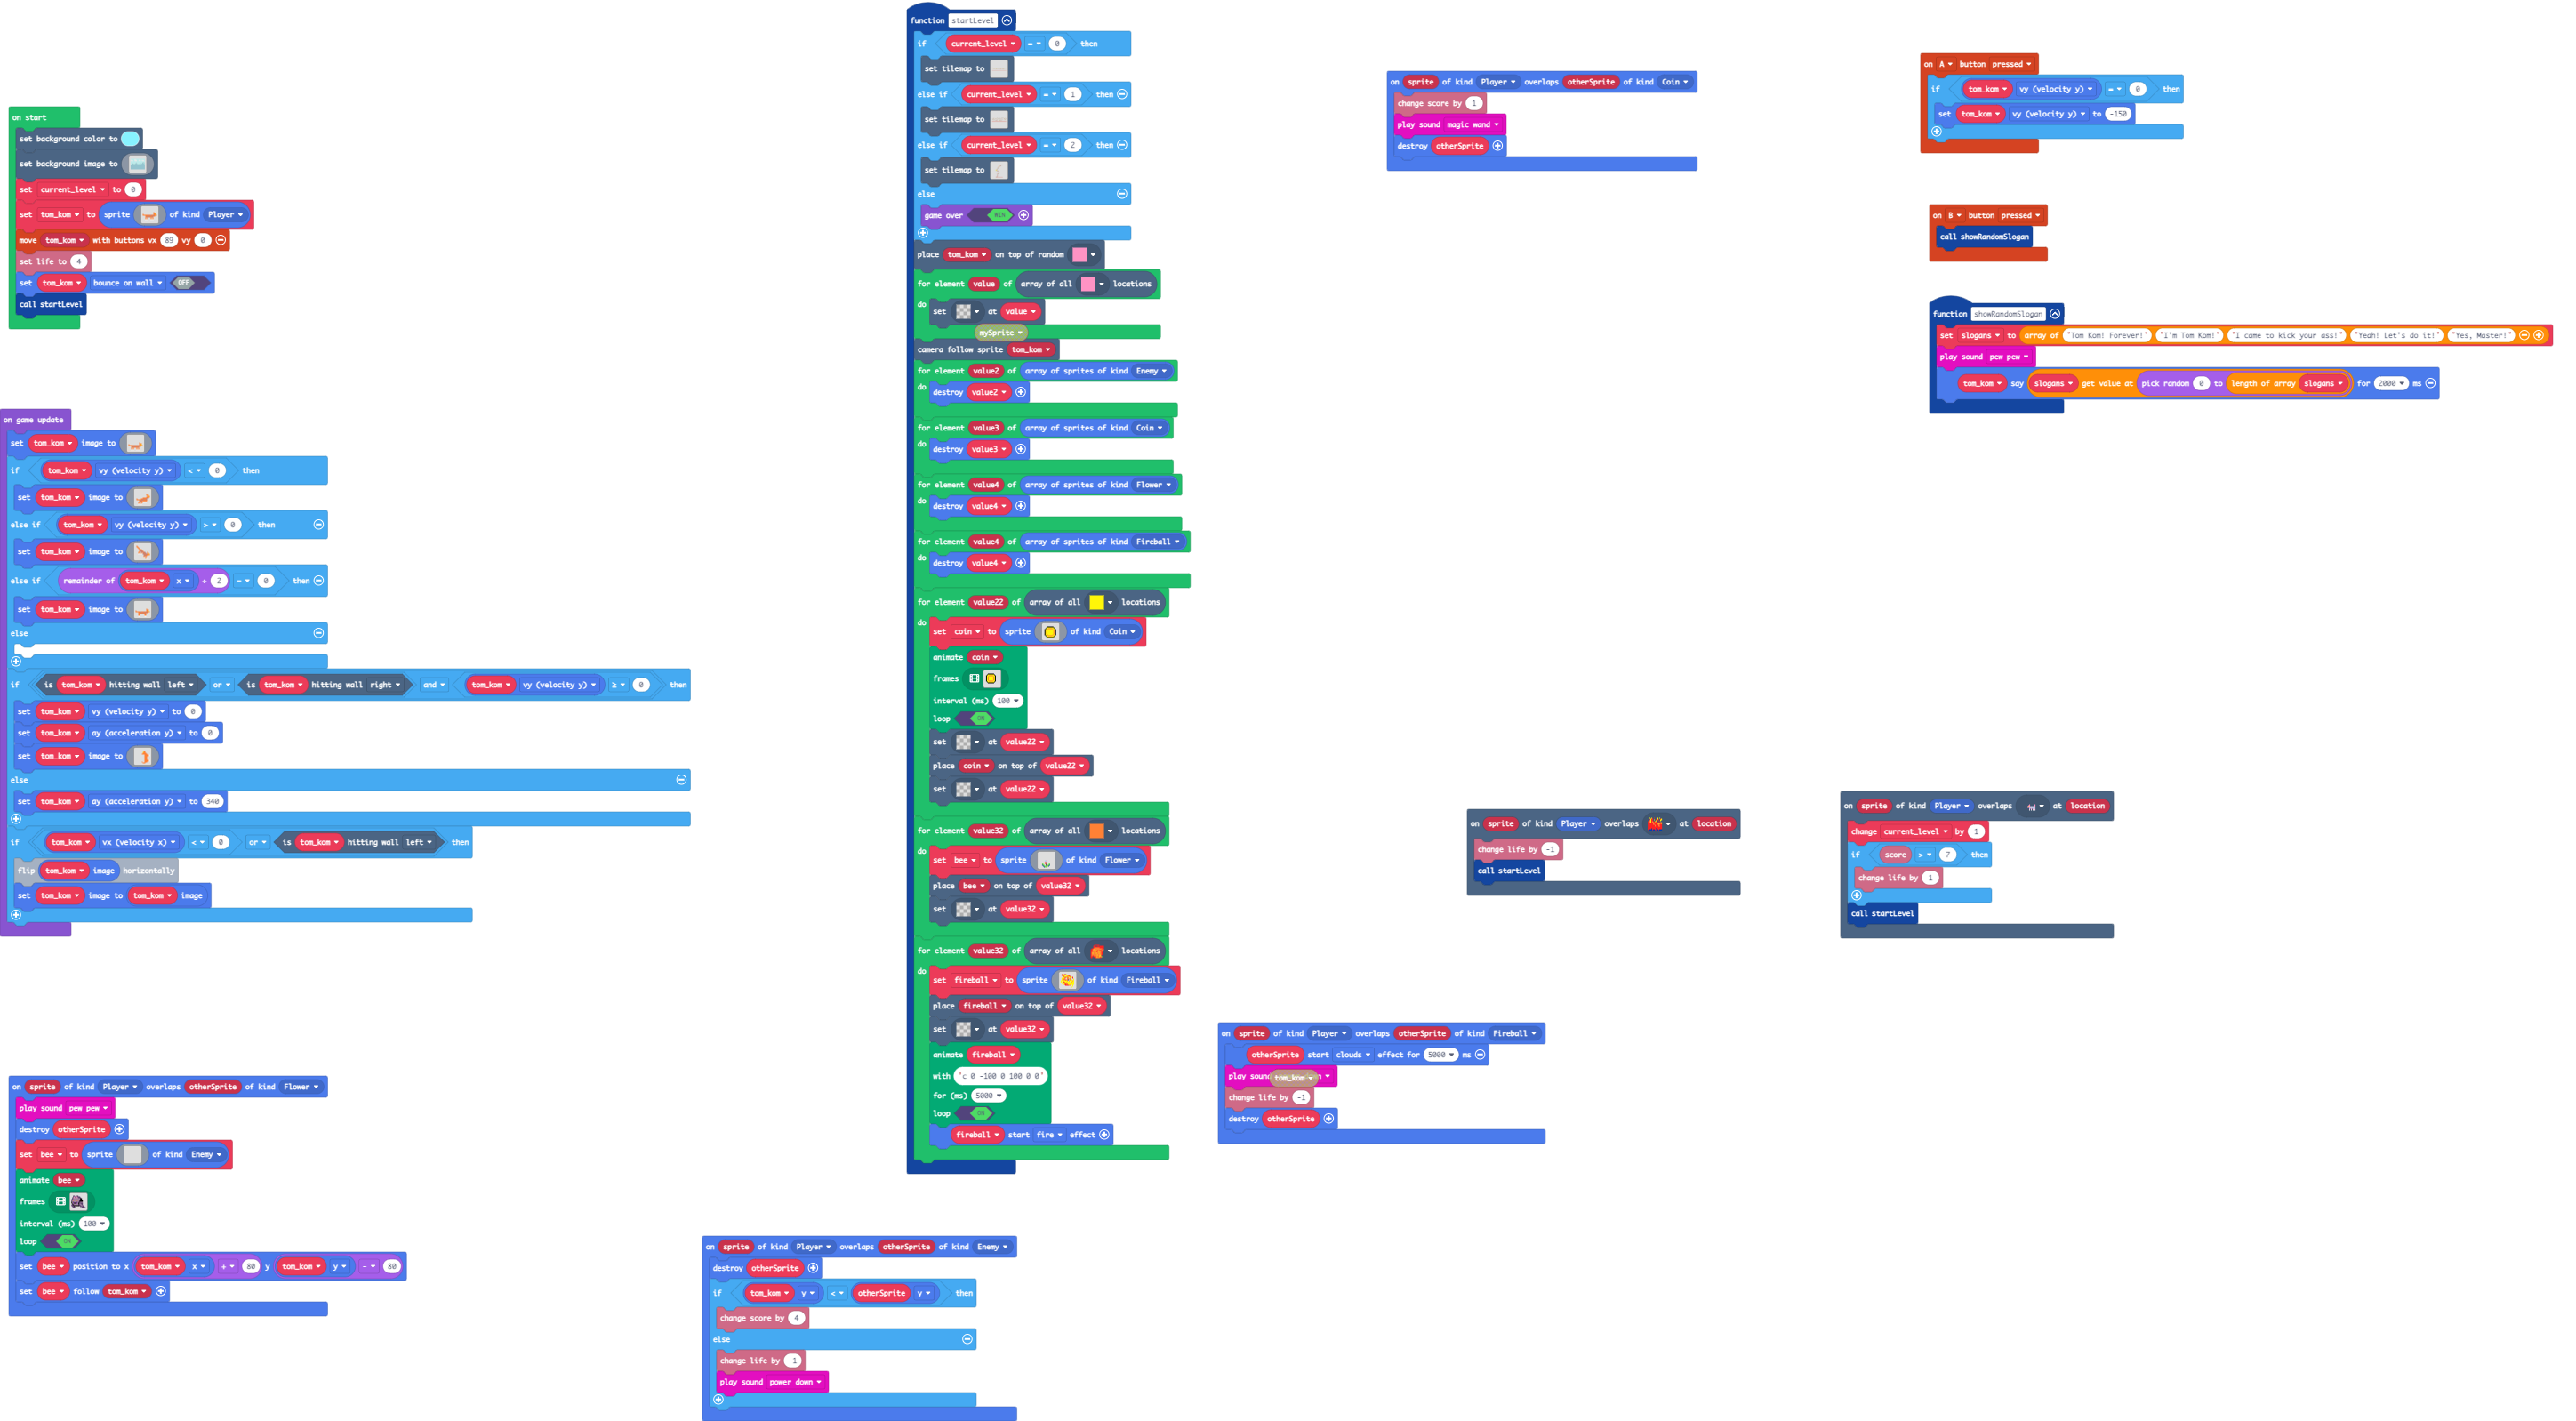 on start
set background color to
set background image to
set current_level to 0
set tom_kom to sprite of kind Player
move tom_kom with buttons vx 89 vy 0
set life to 4
set tom_kom bounce on wall OFF
call startLevel
on game update
set tom_kom image to
if tom_kom vy (velocity y) < 0 then
set tom_kom image to
else if tom_kom vy (velocity y) > 0 then
set tom_kom image to
else if remainder of tom_kom x ÷ 2 = 0 then
set tom_kom image to
else
if is tom_kom hitting wall left or is tom_kom hitting wall right and tom_kom vy (velocity y) ≥ 0 then
set tom_kom vy (velocity y) to 0
set tom_kom ay (acceleration y) to 0
set tom_kom image to
else
set tom_kom ay (acceleration y) to 340
if tom_kom vx (velocity x) < 0 or is tom_kom hitting wall left then
flip tom_kom image horizontally
set tom_kom image to tom_kom image
on sprite of kind Player overlaps otherSprite of kind Flower
play sound pew pew
destroy otherSprite
set bee to sprite of kind Enemy
animate bee
frames
interval (ms) 100
loop ON
set bee position to x tom_kom x + 80 y tom_kom y - 80
set bee follow tom_kom
function startLevel
if current_level = 0 then
set tilemap to
else if current_level = 1 then
set tilemap to
else if current_level = 2 then
set tilemap to
else
game over WIN
place tom_kom on top of random
for element value of array of all locations
do
set at value
mySprite
camera follow sprite tom_kom
for element value2 of array of sprites of kind Enemy
do
destroy value2
for element value3 of array of sprites of kind Coin
do
destroy value3
for element value4 of array of sprites of kind Flower
do
destroy value4
for element value4 of array of sprites of kind Fireball
do
destroy value4
for element value22 of array of all locations
do
set coin to sprite of kind Coin
animate coin
frames
interval (ms) 100
loop ON
set at value22
place coin on top of value22
set at value22
for element value32 of array of all locations
do
set bee to sprite of kind Flower
place bee on top of value32
set at value32
for element value32 of array of all locations
do
set fireball to sprite of kind Fireball
place fireball on top of value32
set at value32
animate fireball
with "c 0 -100 0 100 0 0"
for (ms) 5000
loop ON
fireball start fire effect
on sprite of kind Player overlaps otherSprite of kind Enemy
destroy otherSprite
if tom_kom y < otherSprite y then
change score by 4
else
change life by -1
play sound power down
on sprite of kind Player overlaps otherSprite of kind Coin
change score by 1
play sound magic wand
destroy otherSprite
on sprite of kind Player overlaps at location
change life by -1
call startLevel
on sprite of kind Player overlaps otherSprite of kind Fireball
otherSprite start clouds effect for 5000 ms
play sound tom_kom
change life by -1
destroy otherSprite
on A button pressed
if tom_kom vy (velocity y) = 0 then
set tom_kom vy (velocity y) to -150
on B button pressed
call showRandomSlogan
function showRandomSlogan
set slogans to array of "Tom Kom! Forever!" "I'm Tom Kom!" "I came to kick your ass!" "Yeah! Let's do it!" "Yes, Master!"
play sound pew pew
tom_kom say slogans get value at pick random 0 to length of array slogans for 2000 ms
on sprite of kind Player overlaps at location
change current_level by 1
if score > 7 then
change life by 1
call startLevel